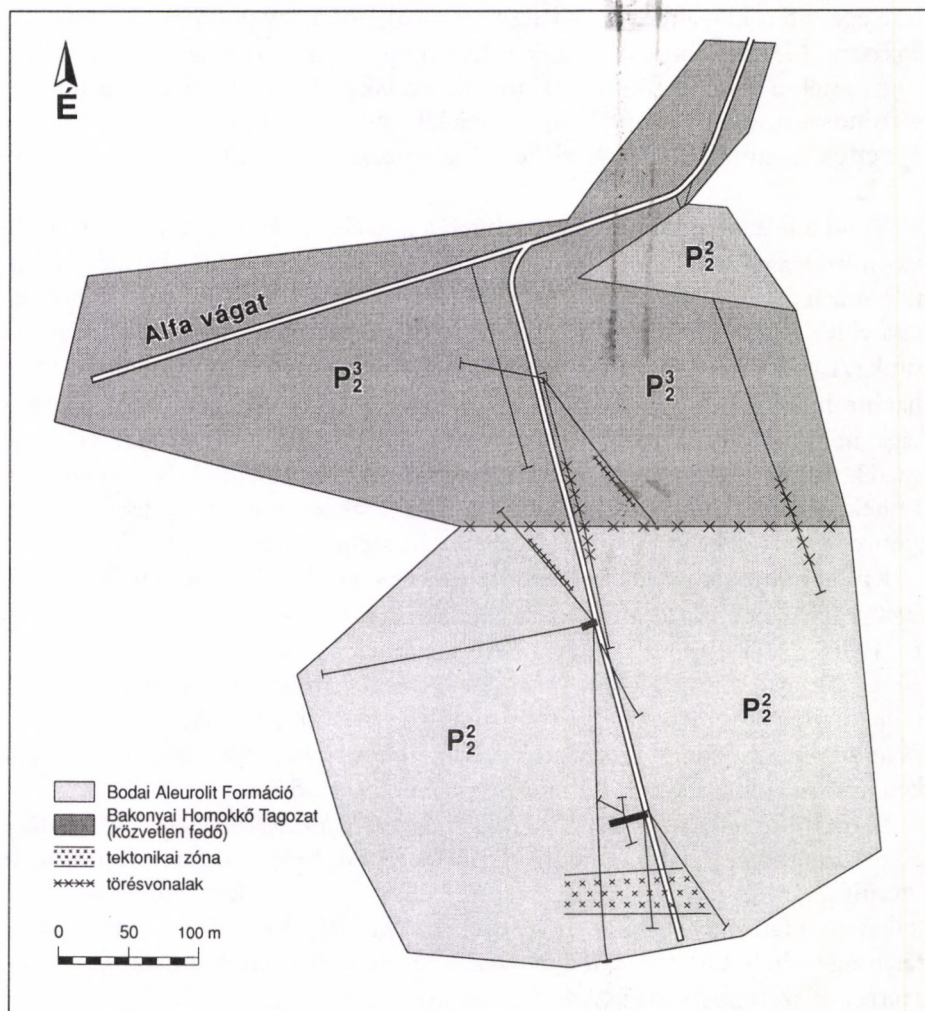 É
P₂²
Alfa vágat
P₂³
P₂³
P₂²
P₂²
Bodai Aleurolit Formáció
Bakonyai Homokkő Tagozat
(közvetlen fedő)
tektonikai zóna
törésvonalak
0 50 100 m